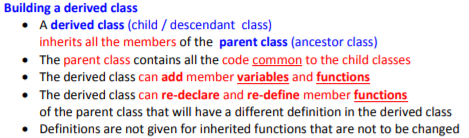 Building a derived class
• A derived class (child / descendant class)
inherits all the members of the parent class (ancestor class)
• The parent class contains all the code common to the child classes
• The derived class can add member variables and functions
• The derived class can re-declare and re-define member functions
of the parent class that will have a different definition in the derived class
• Definitions are not given for inherited functions that are not to be changed